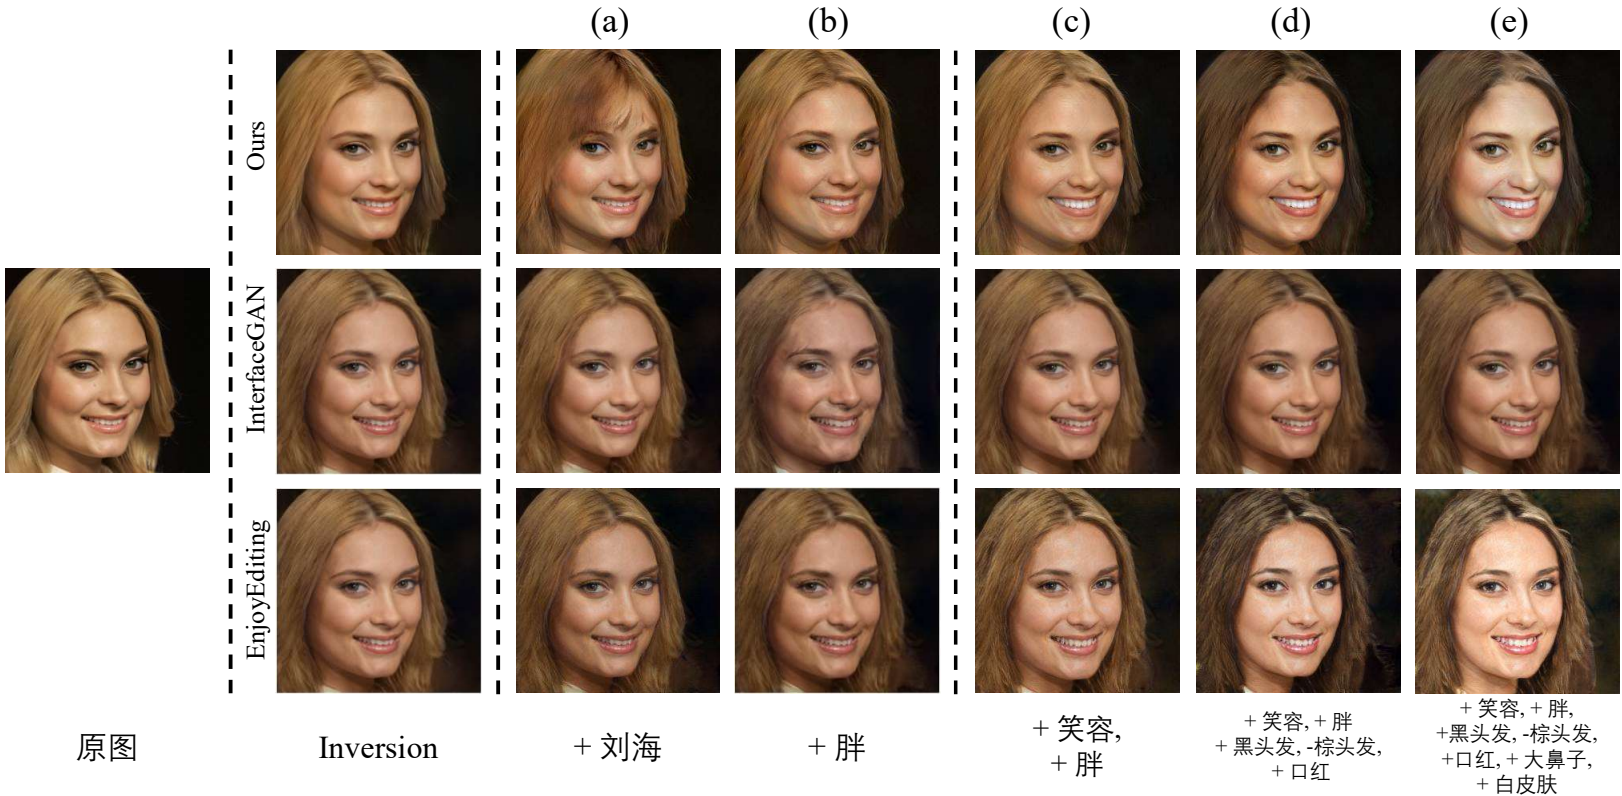 (a)
(b)
(c)
(d)
(e)
Ours
InterfaceGAN
EnjoyEditing
原图
Inversion
+ 刘海
+ 胖
+ 笑容,
+ 胖
+ 笑容, + 胖
+ 黑头发, -棕头发,
+ 口红
+ 笑容, + 胖,
+黑头发, -棕头发,
+口红, + 大鼻子,
+ 白皮肤